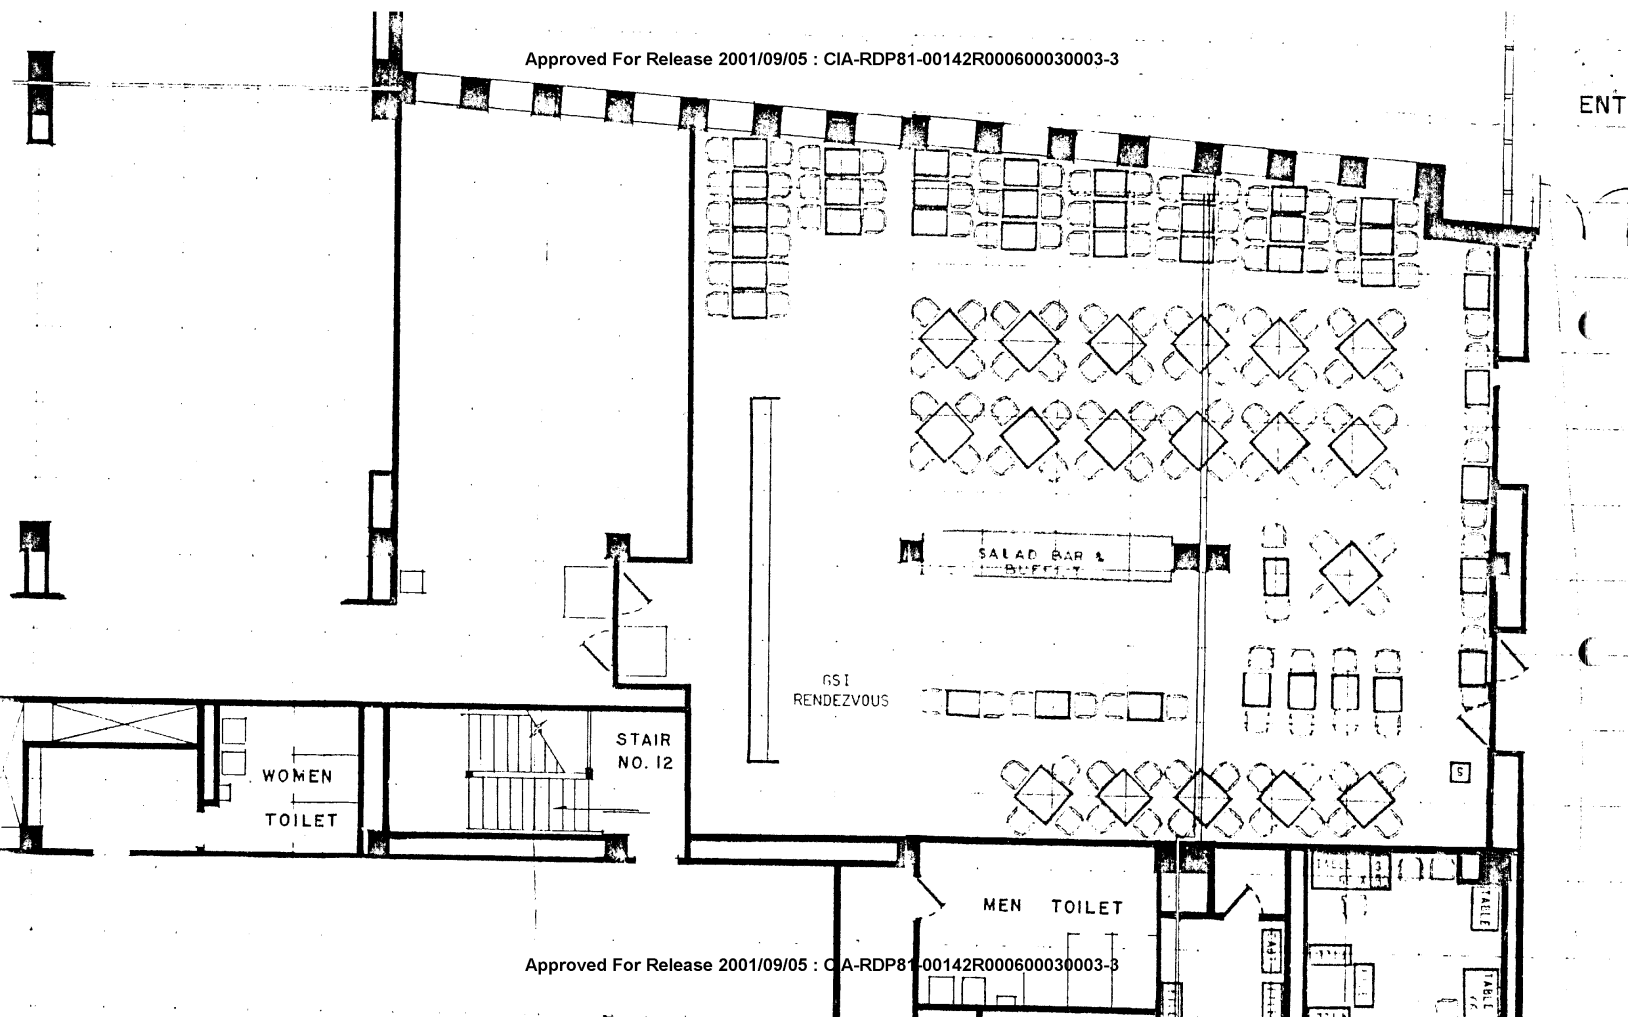 Approved For Release 2001/09/05 : CIA-RDP81-00142R000600030003-3
ENT
SALAD BAR &
BUFFET
GSI
RENDEZVOUS
STAIR
NO. 12
WOMEN
TOILET
S
MEN TOILET
TABLE
TABLE
TABLE
Approved For Release 2001/09/05 : CIA-RDP81-00142R000600030003-3